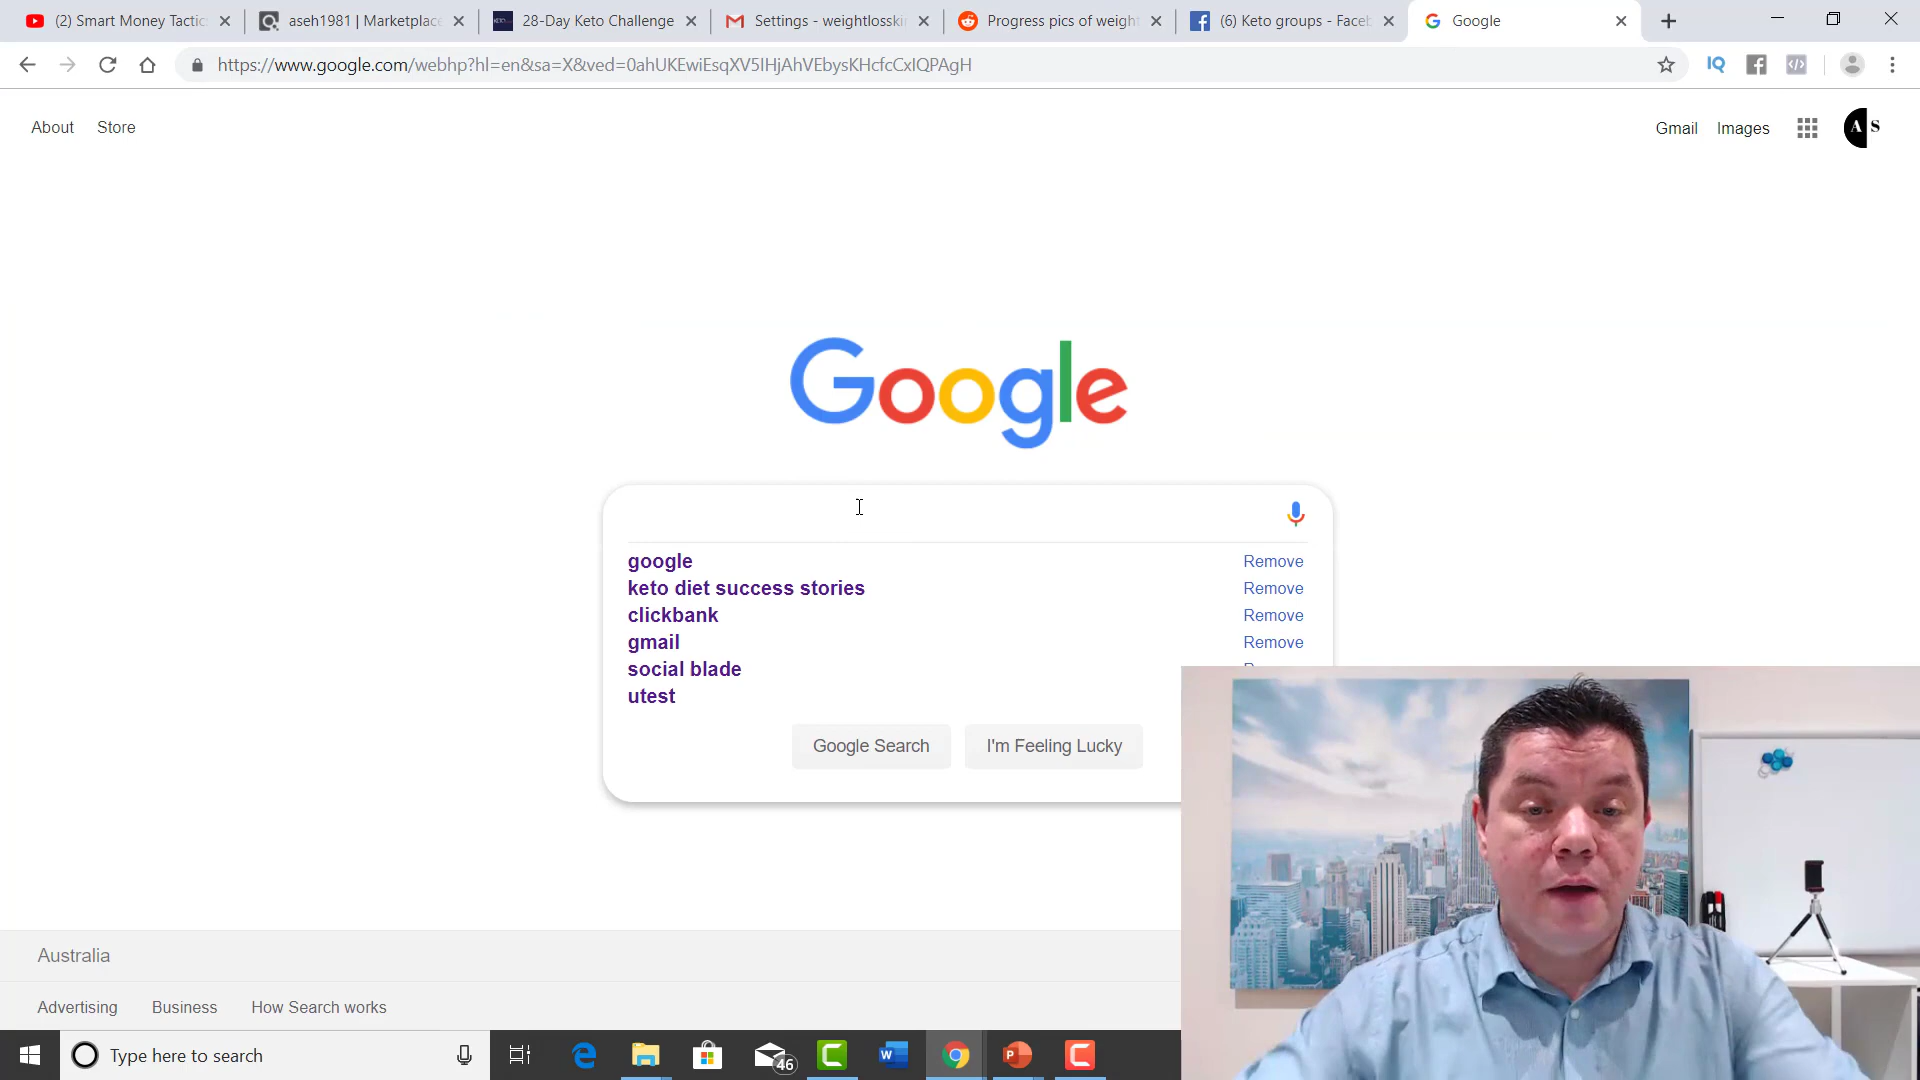 (2) Smart Money Tactic
aseh1981 | Marketplace
28-Day Keto Challenge
Settings - weightlosski
Progress pics of weight
(6) Keto groups - Faceb
Google
https://www.google.com/webhp?hl=en&sa=X&ved=0ahUKEwiEsqXV5IHjAhVEbysKHcfcCxIQPAgH
IQ
About Store
Gmail Images
A S
Google
google Remove
keto diet success stories Remove
clickbank Remove
gmail Remove
social blade
utest
Google Search I'm Feeling Lucky
Australia
Advertising Business How Search works
Type here to search
46